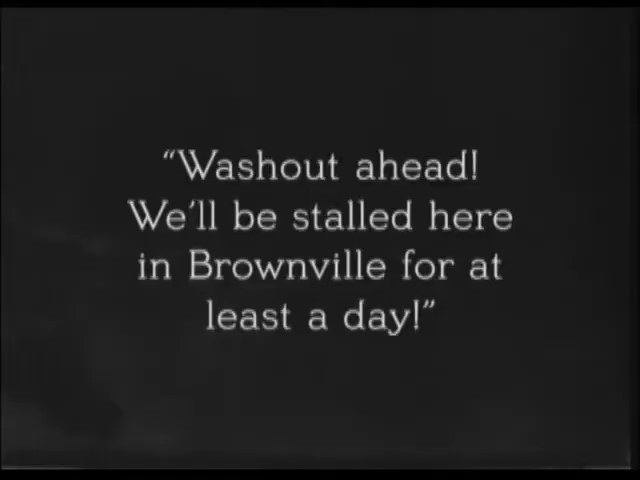 “Washout ahead!
We’ll be stalled here
in Brownville for at
least a day!”